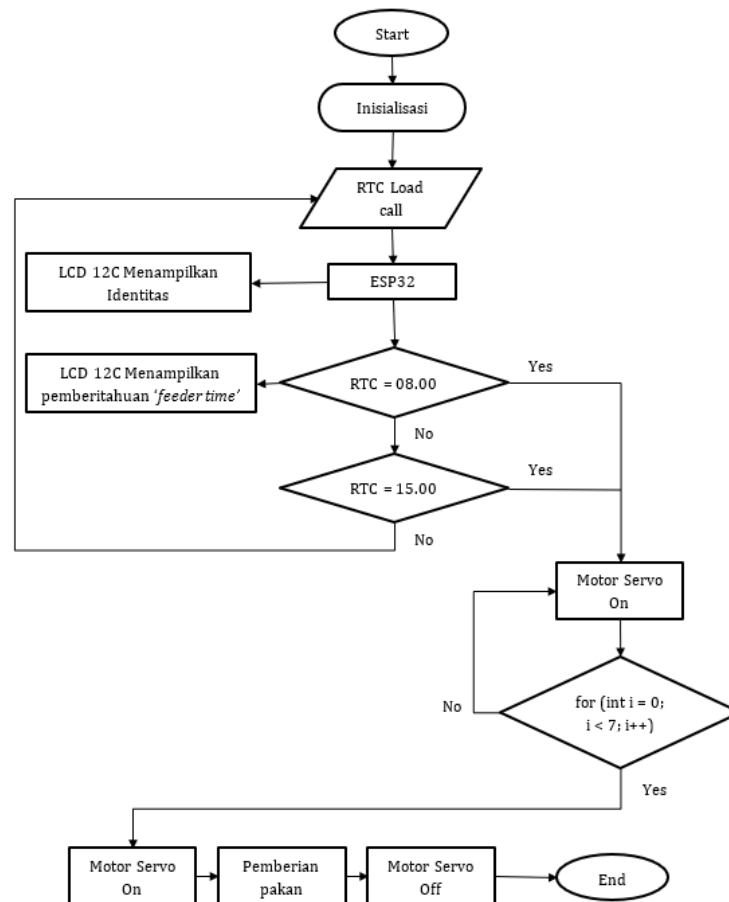 Start
Inisialisasi
RTC Load
call
ESP32
LCD 12C Menampilkan
Identitas
RTC = 08.00
Yes
LCD 12C Menampilkan
pemberitahuan ‘feeder time’
No
RTC = 15.00
Yes
No
Motor Servo
On
for (int i = 0;
i < 7; i++)
No
Yes
Motor Servo
On
Pemberian
pakan
Motor Servo
Off
End